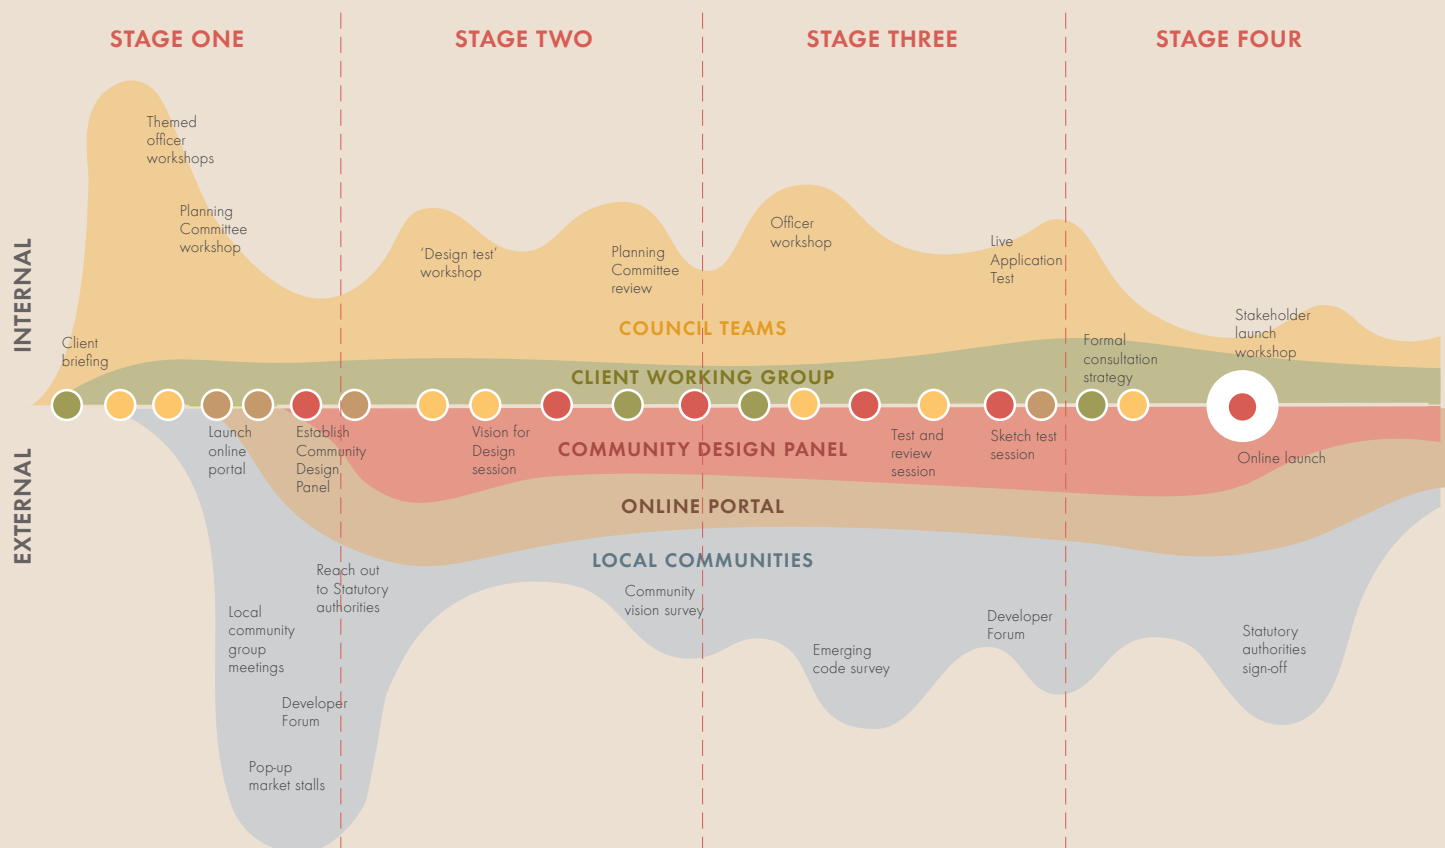 STAGE ONE
STAGE TWO
STAGE THREE
STAGE FOUR
INTERNAL
EXTERNAL
Themed
officer
workshops
Planning
Committee
workshop
Client
briefing
'Design test'
workshop
Planning
Committee
review
Officer
workshop
Live
Application
Test
Formal
consultation
strategy
Stakeholder
launch
workshop
COUNCIL TEAMS
CLIENT WORKING GROUP
COMMUNITY DESIGN PANEL
ONLINE PORTAL
LOCAL COMMUNITIES
Launch
online
portal
Establish
Community
Design
Panel
Vision for
Design
session
Test and
review
session
Sketch test
session
Online launch
Reach out
to Statutory
authorities
Local
community
group
meetings
Developer
Forum
Pop-up
market stalls
Community
vision survey
Emerging
code survey
Developer
Forum
Statutory
authorities
sign-off